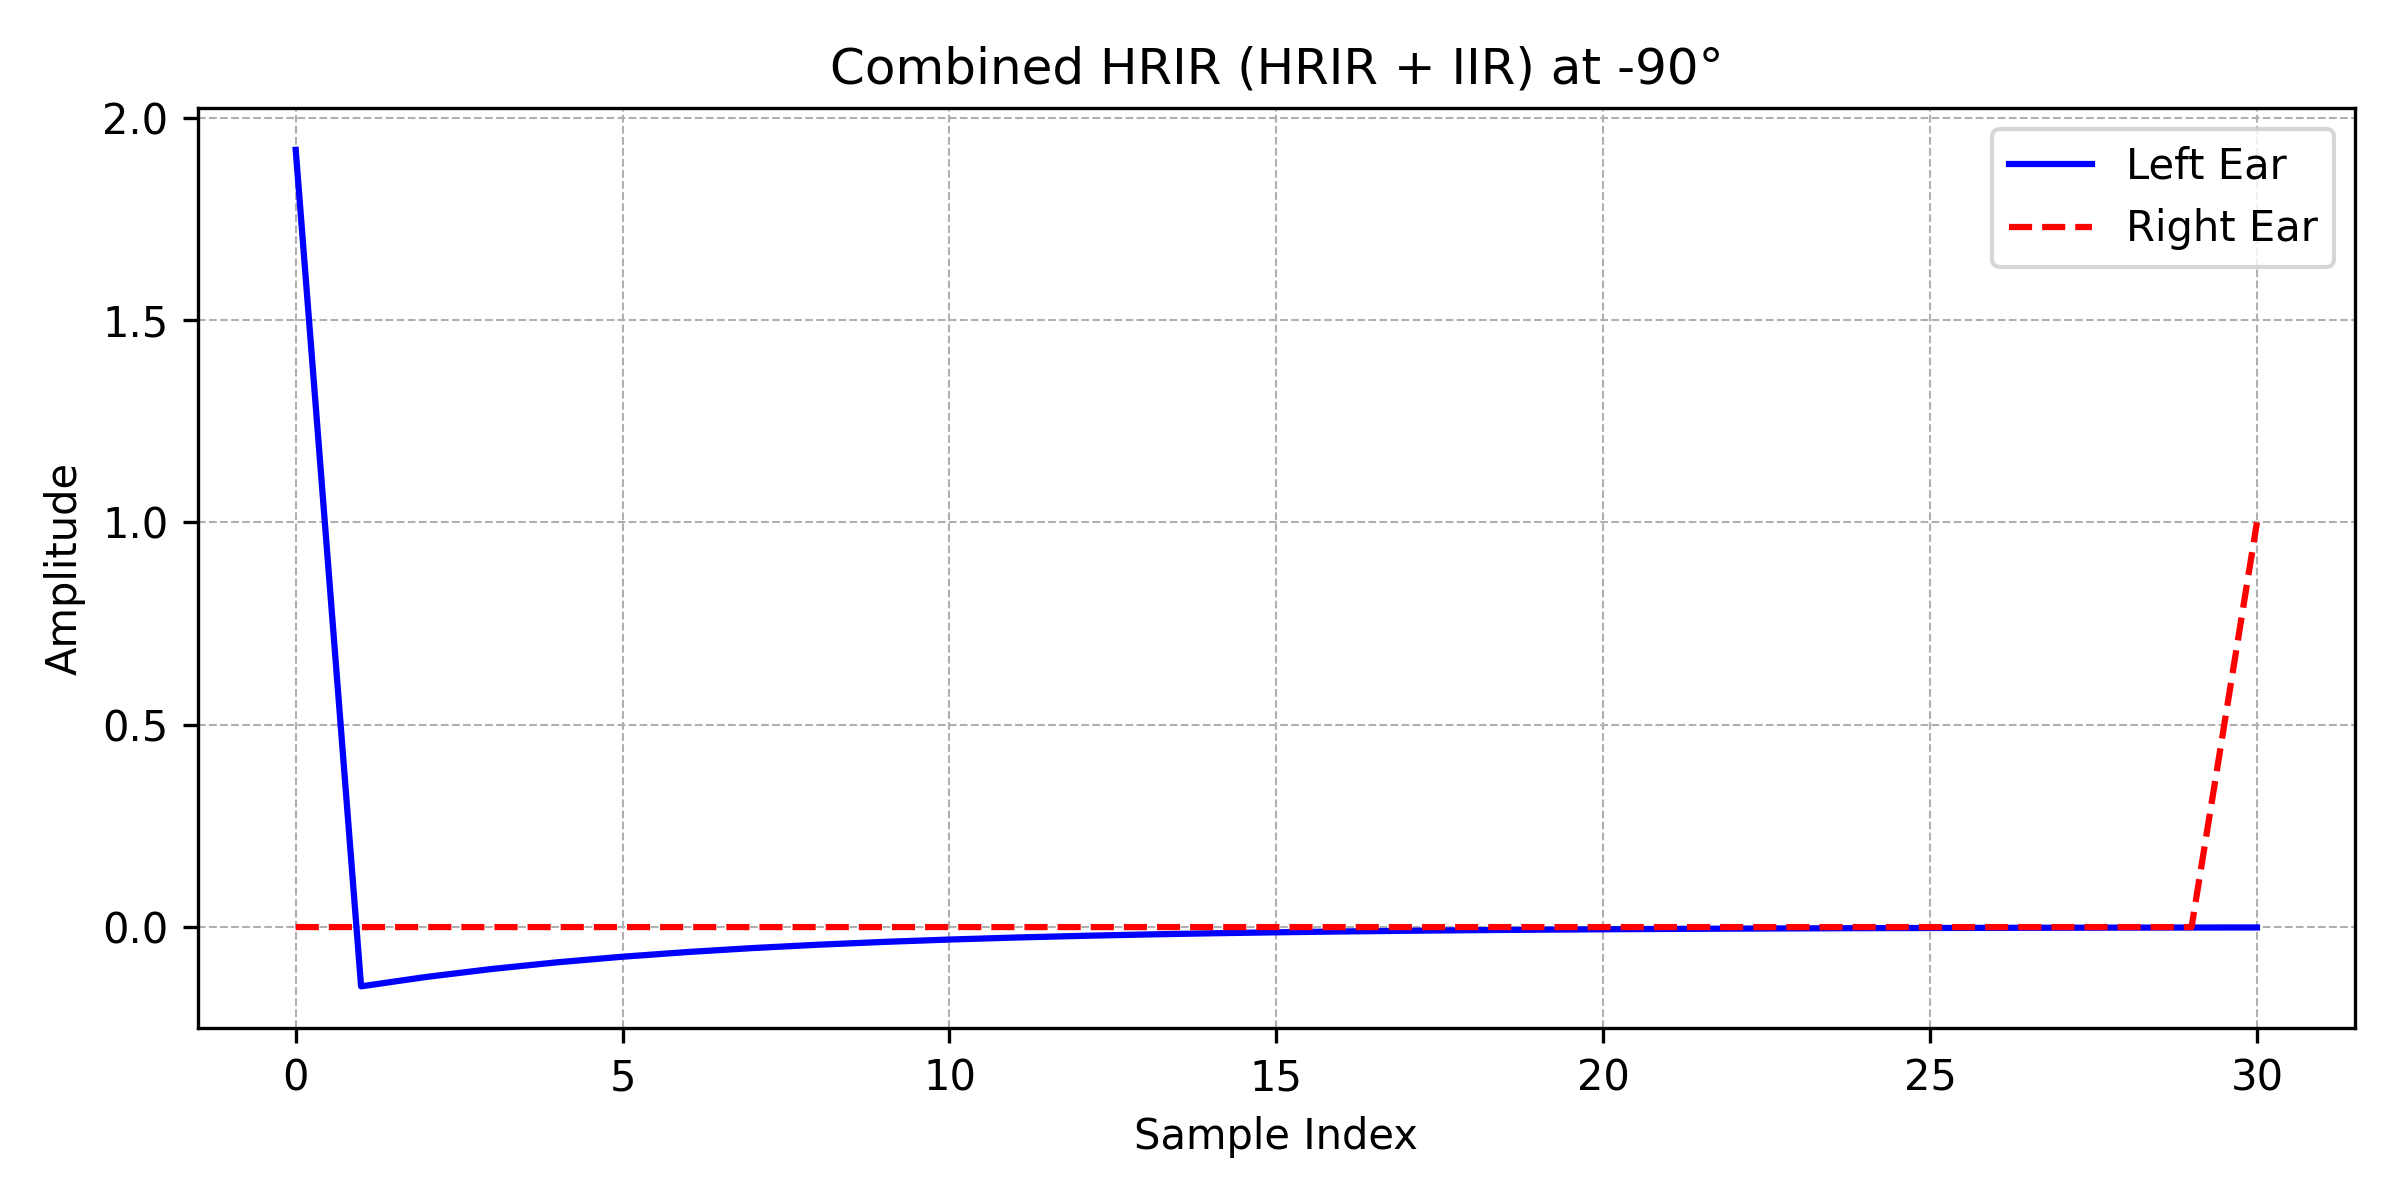 Combined HRIR (HRIR + IIR) at -90°
2.0
1.5
1.0
0.5
0.0
Amplitude
Left Ear
Right Ear
0 5 10 15 20 25 30
Sample Index